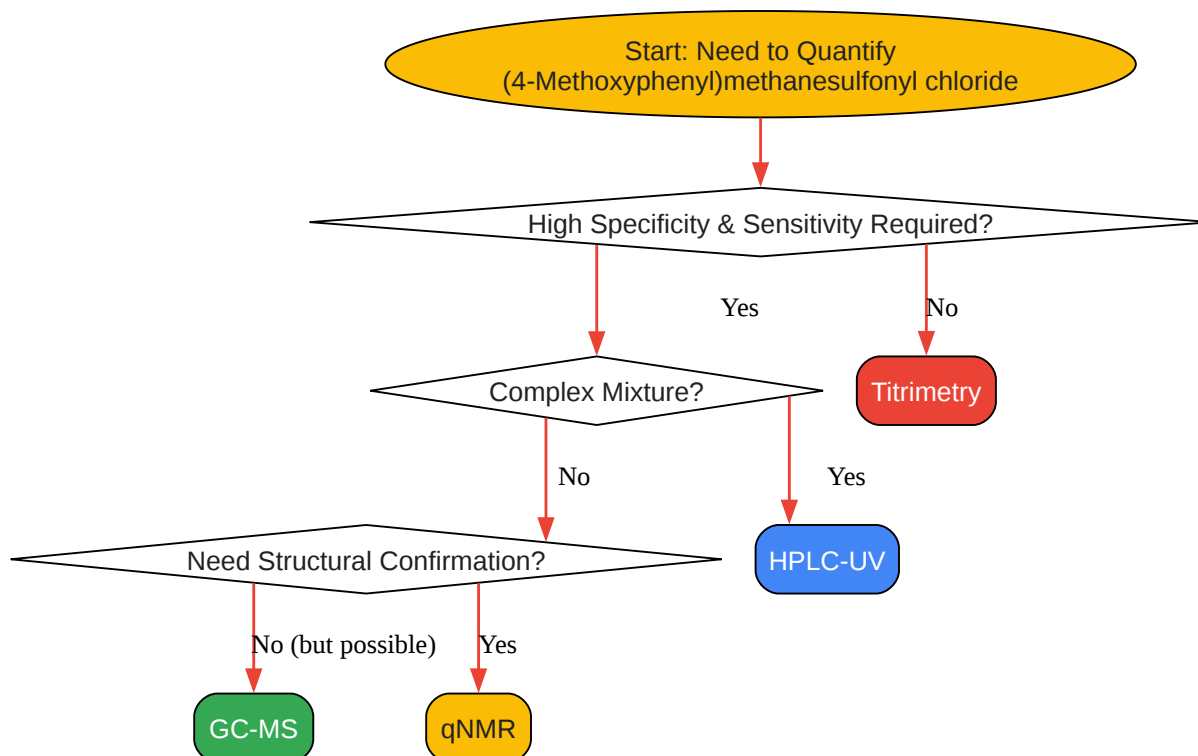 Start: Need to Quantify
(4-Methoxyphenyl)methanesulfonyl chloride
High Specificity & Sensitivity Required?
Yes
No
Complex Mixture?
Titrimetry
No
Yes
Need Structural Confirmation?
HPLC-UV
No (but possible)
Yes
GC-MS
qNMR